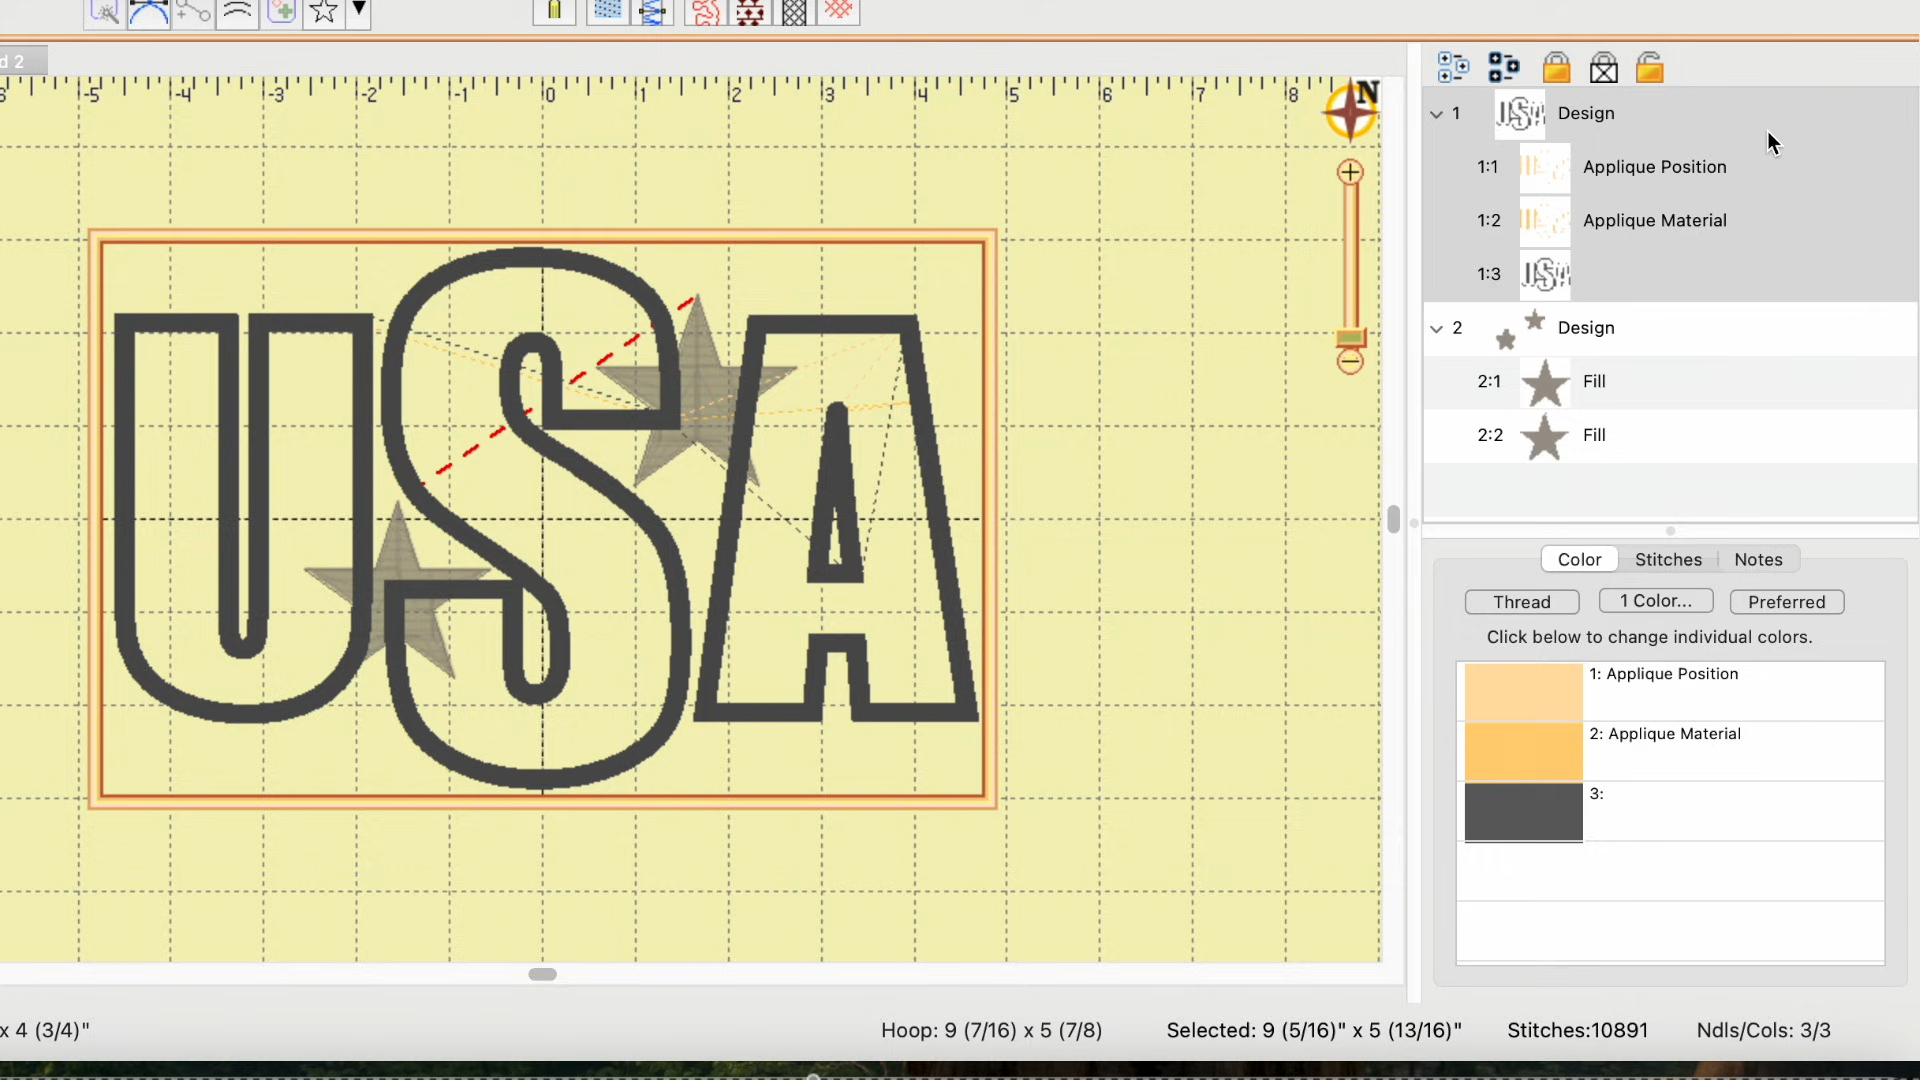 d 2
-5 -4 -3 -2 -1 0 1 2 3 4 5 6 7 8
N
1 Design
1:1 Applique Position
1:2 Applique Material
1:3
2 Design
2:1 Fill
2:2 Fill
USA
Color Stitches Notes
Thread 1 Color... Preferred
Click below to change individual colors.
1: Applique Position
2: Applique Material
3:
x 4 (3/4)" Hoop: 9 (7/16) x 5 (7/8) Selected: 9 (5/16)" x 5 (13/16)" Stitches:10891 Ndls/Cols: 3/3